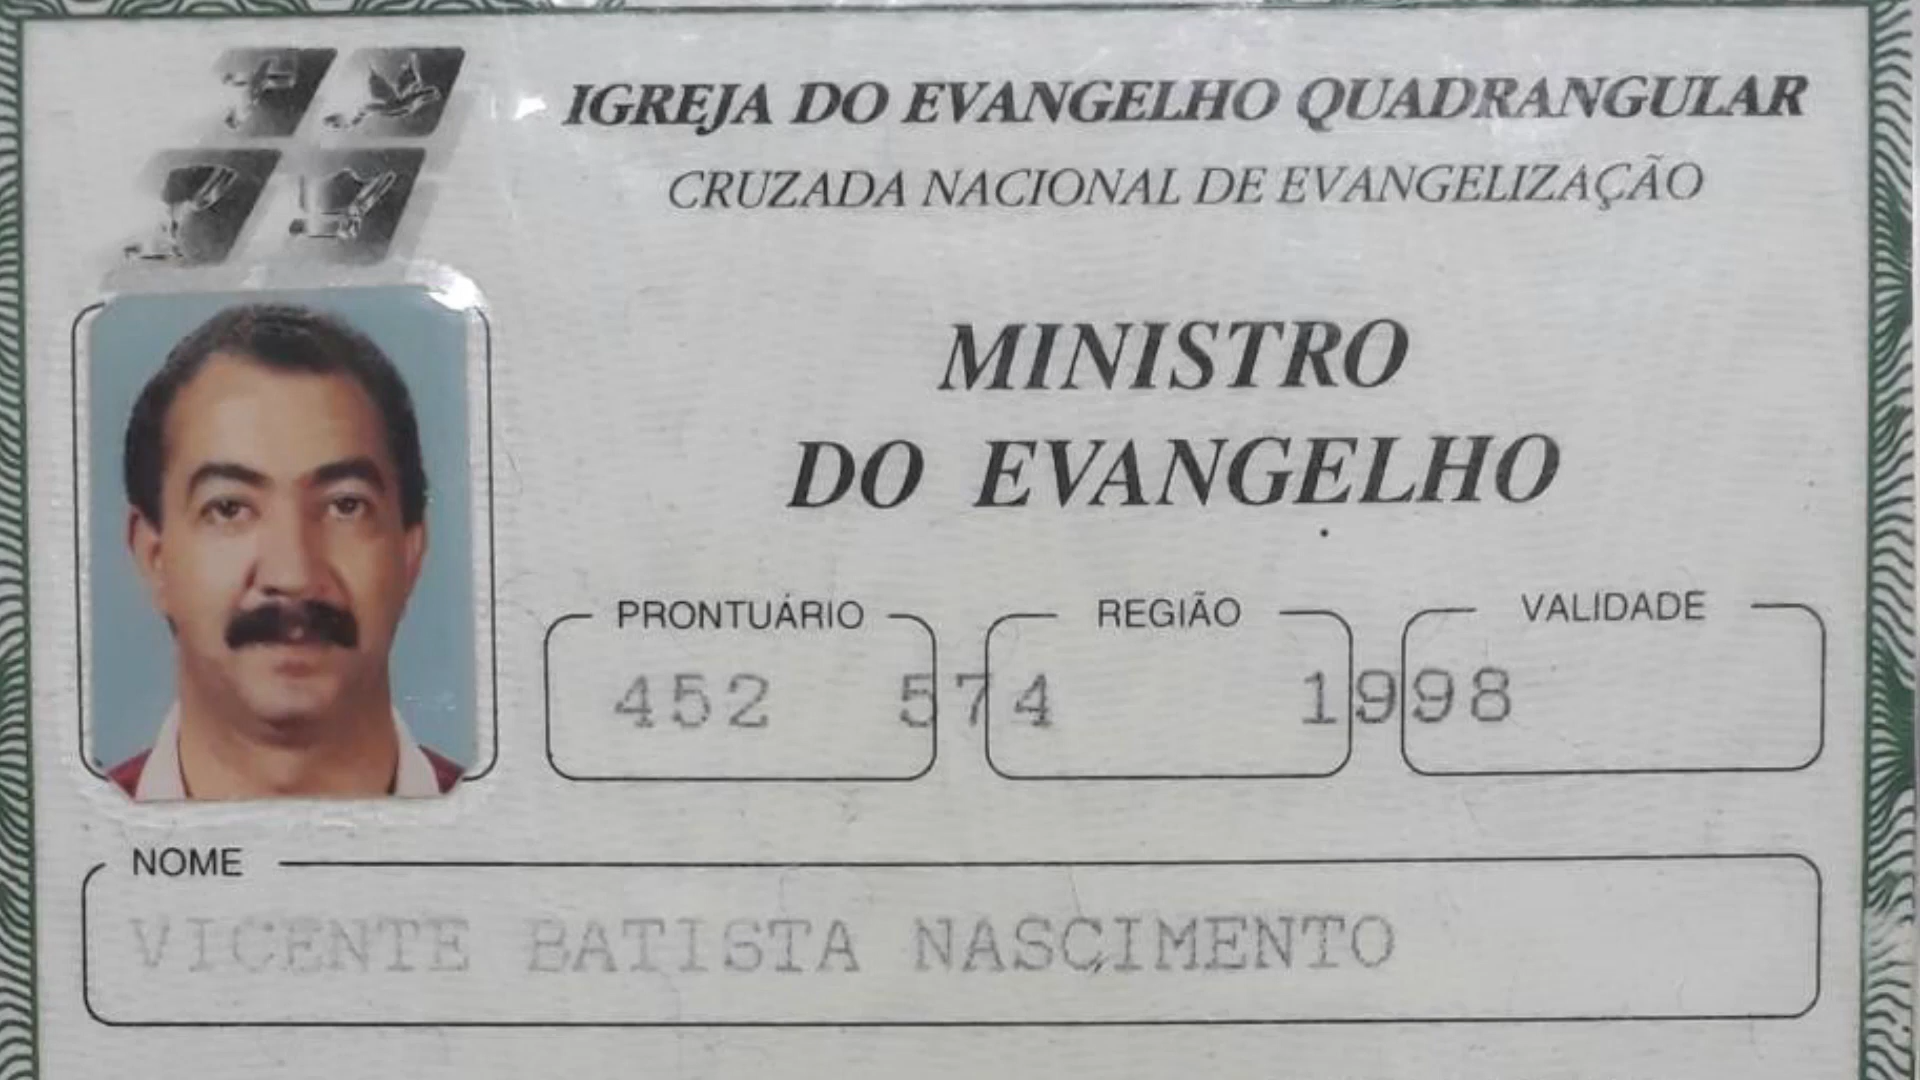 IGREJA DO EVANGELHO QUADRANGULAR
CRUZADA NACIONAL DE EVANGELIZAÇÃO
MINISTRO
DO EVANGELHO
PRONTUÁRIO REGIÃO VALIDADE
452 574 1998
NOME
VICENTE BATISTA NASCIMENTO